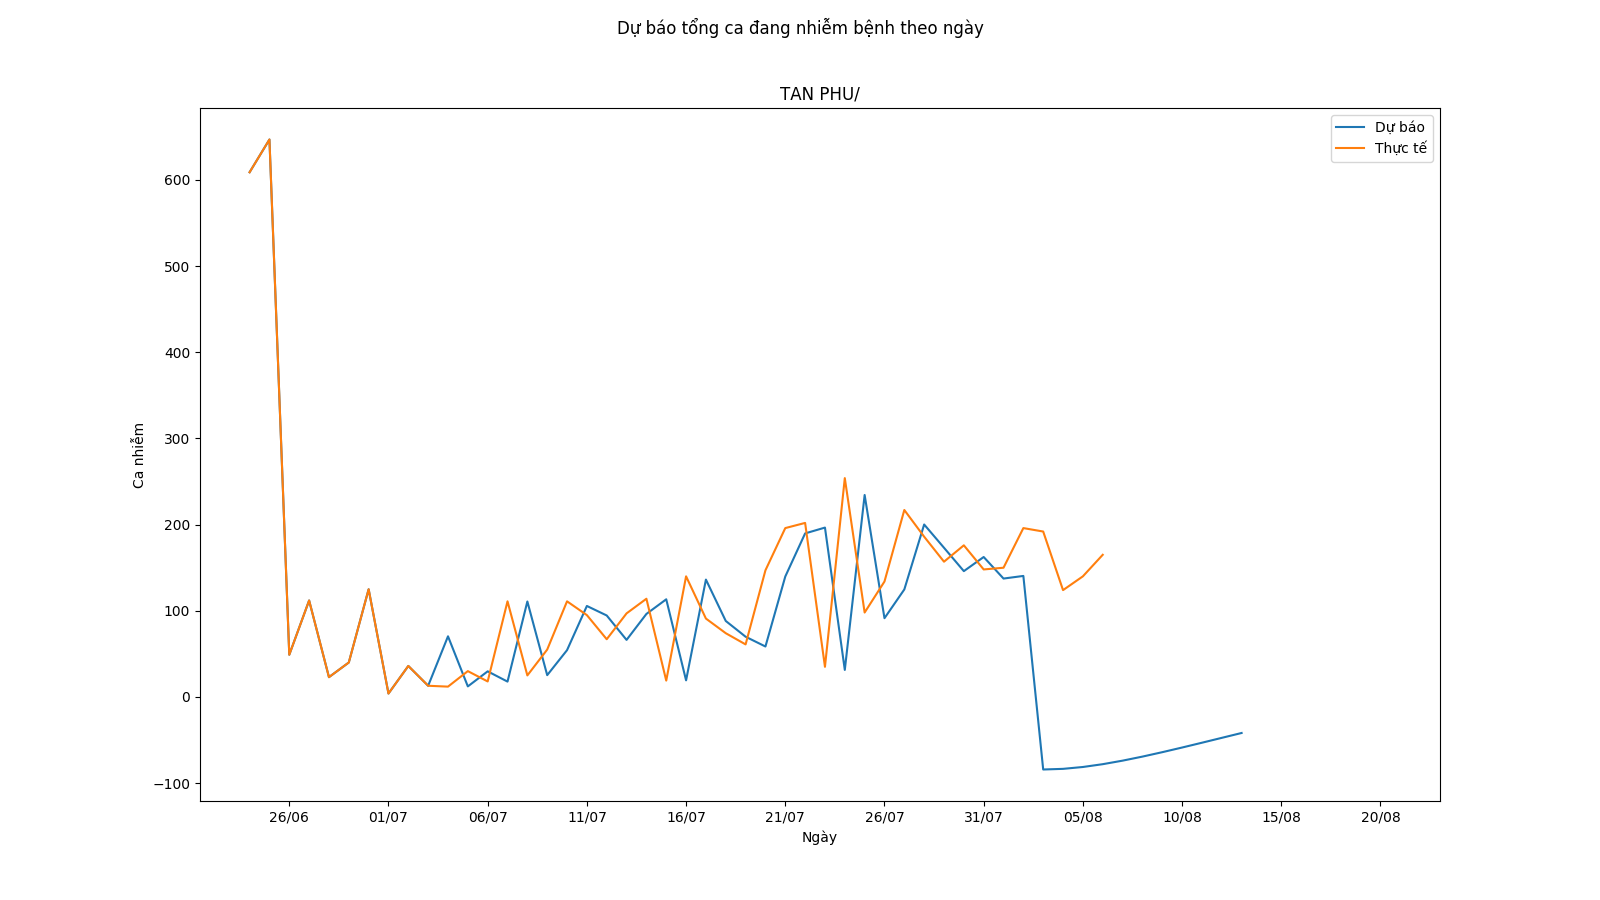 Dự báo tổng ca đang nhiễm bệnh theo ngày
TAN PHU/
Dự báo
Thực tế
600
500
400
300
200
100
0
−100
Ca nhiễm
26/06 01/07 06/07 11/07 16/07 21/07 26/07 31/07 05/08 10/08 15/08 20/08
Ngày